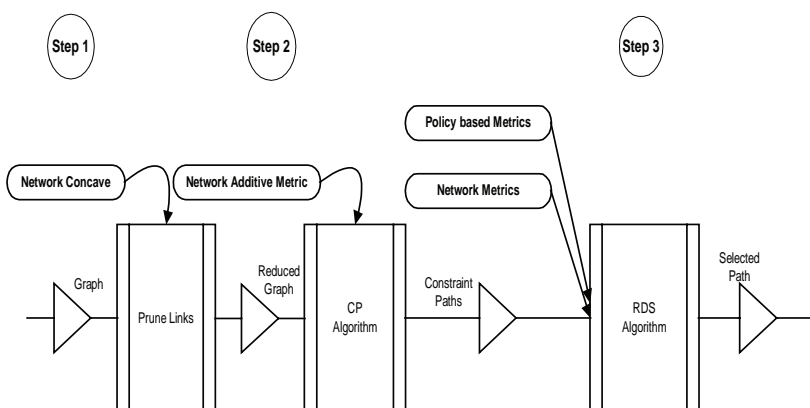 Step 1
Step 2
Step 3
Policy based Metrics
Network Concave
Network Additive Metric
Network Metrics
Graph
Reduced
Graph
Constraint
Paths
Selected
Path
Prune Links
CP
Algorithm
RDS
Algorithm